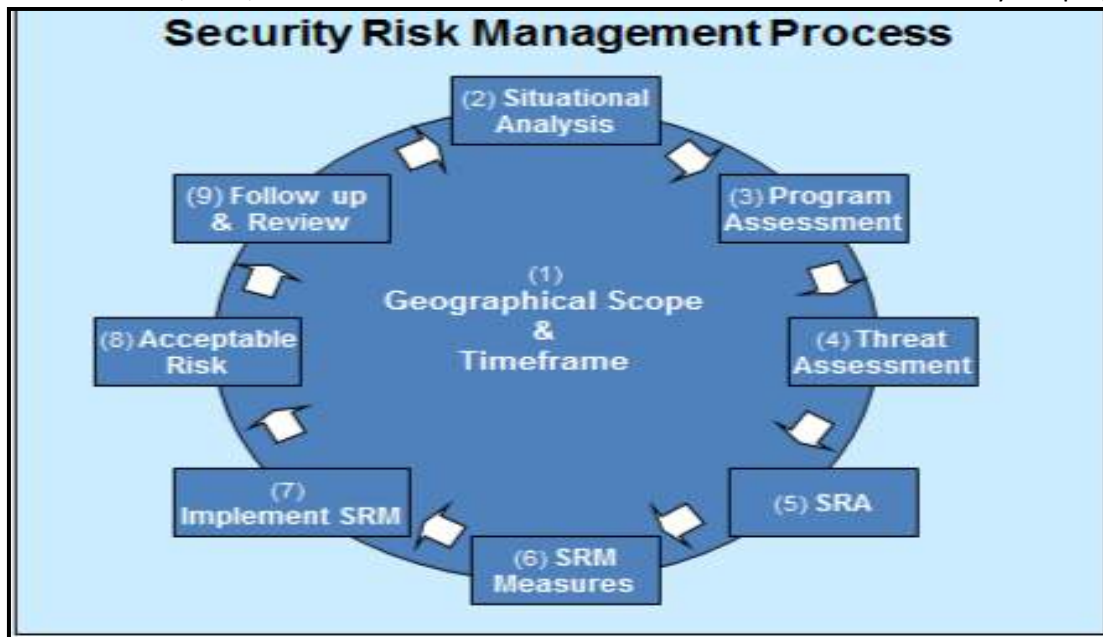 Security Risk Management Process
(2) Situational
Analysis
(3) Program
Assessment
(4) Threat
Assessment
(5) SRA
(6) SRM
Measures
(7)
Implement SRM
(8) Acceptable
Risk
(9) Follow up
& Review
(1)
Geographical Scope
&
Timeframe